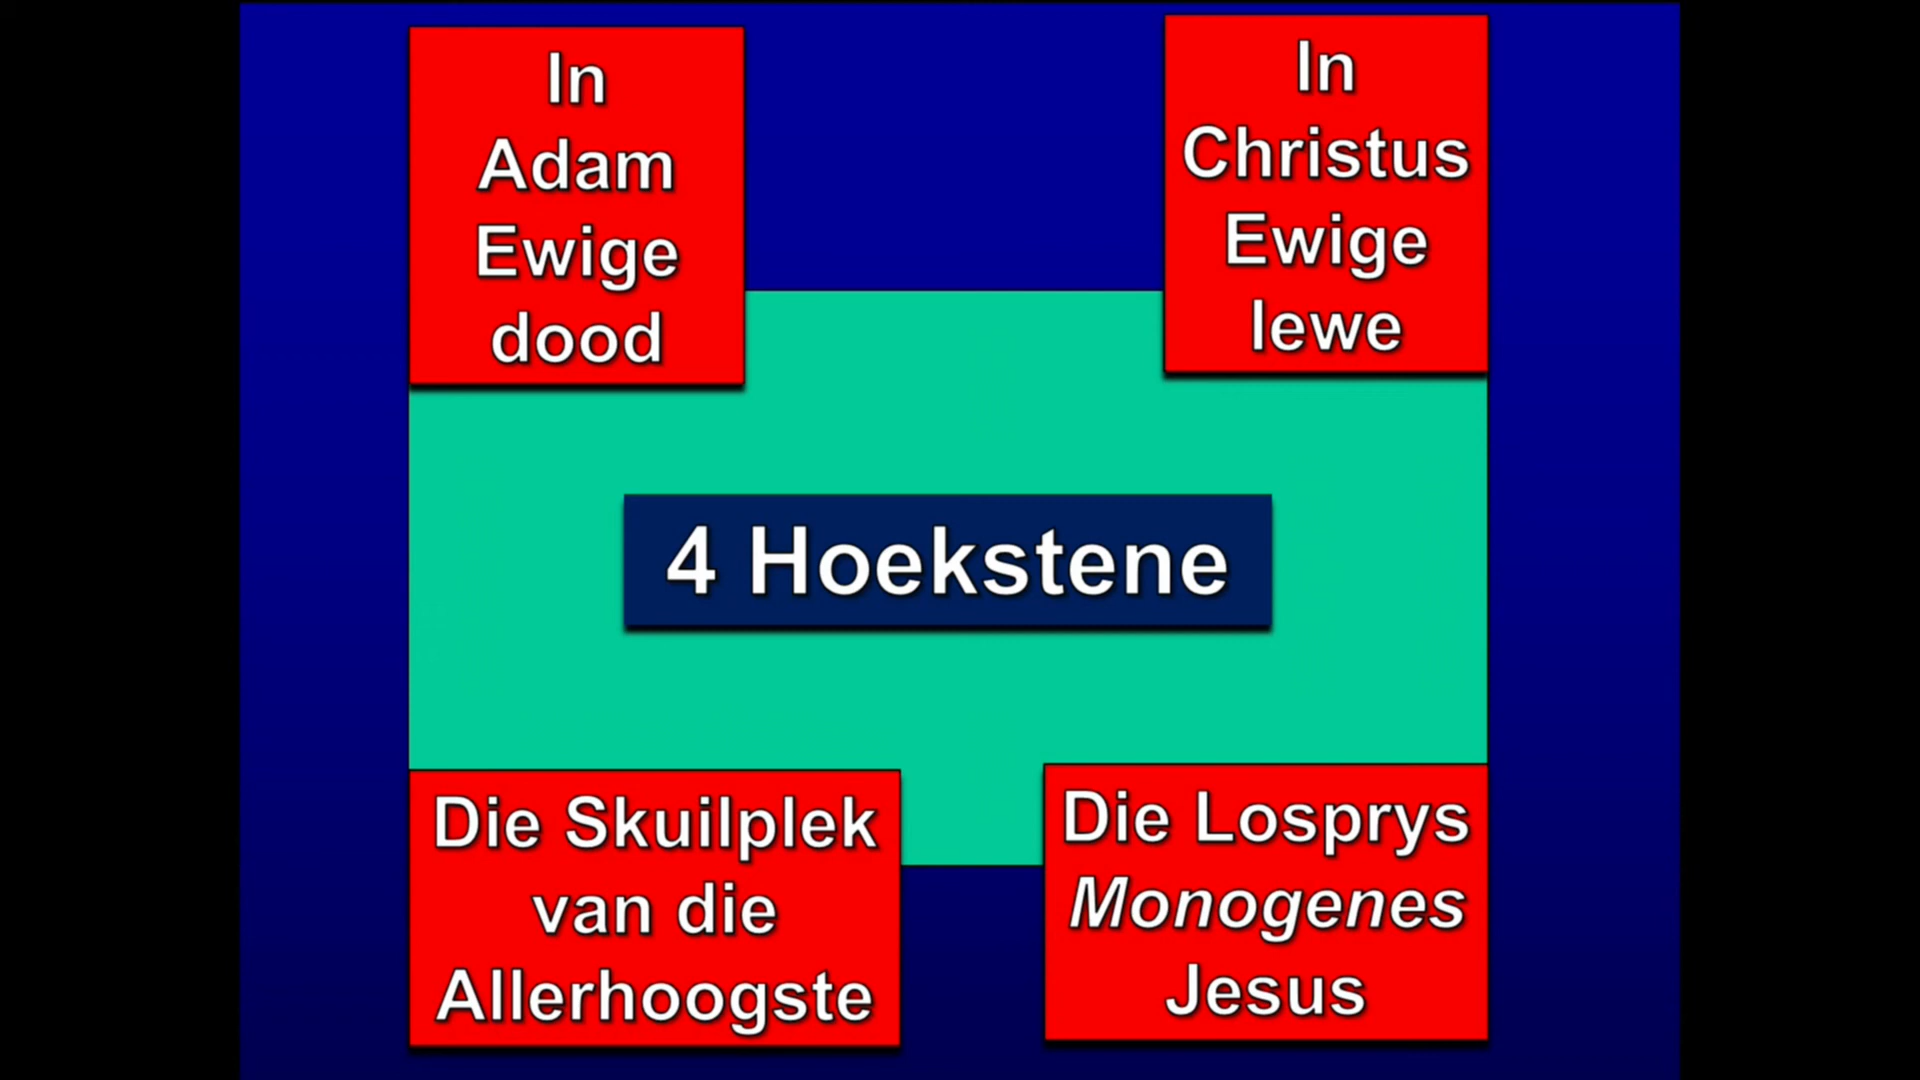 In
Adam
Ewige
dood
In
Christus
Ewige
lewe
4 Hoekstene
Die Skuilplek
van die
Allerhoogste
Die Losprys
Monogenes
Jesus